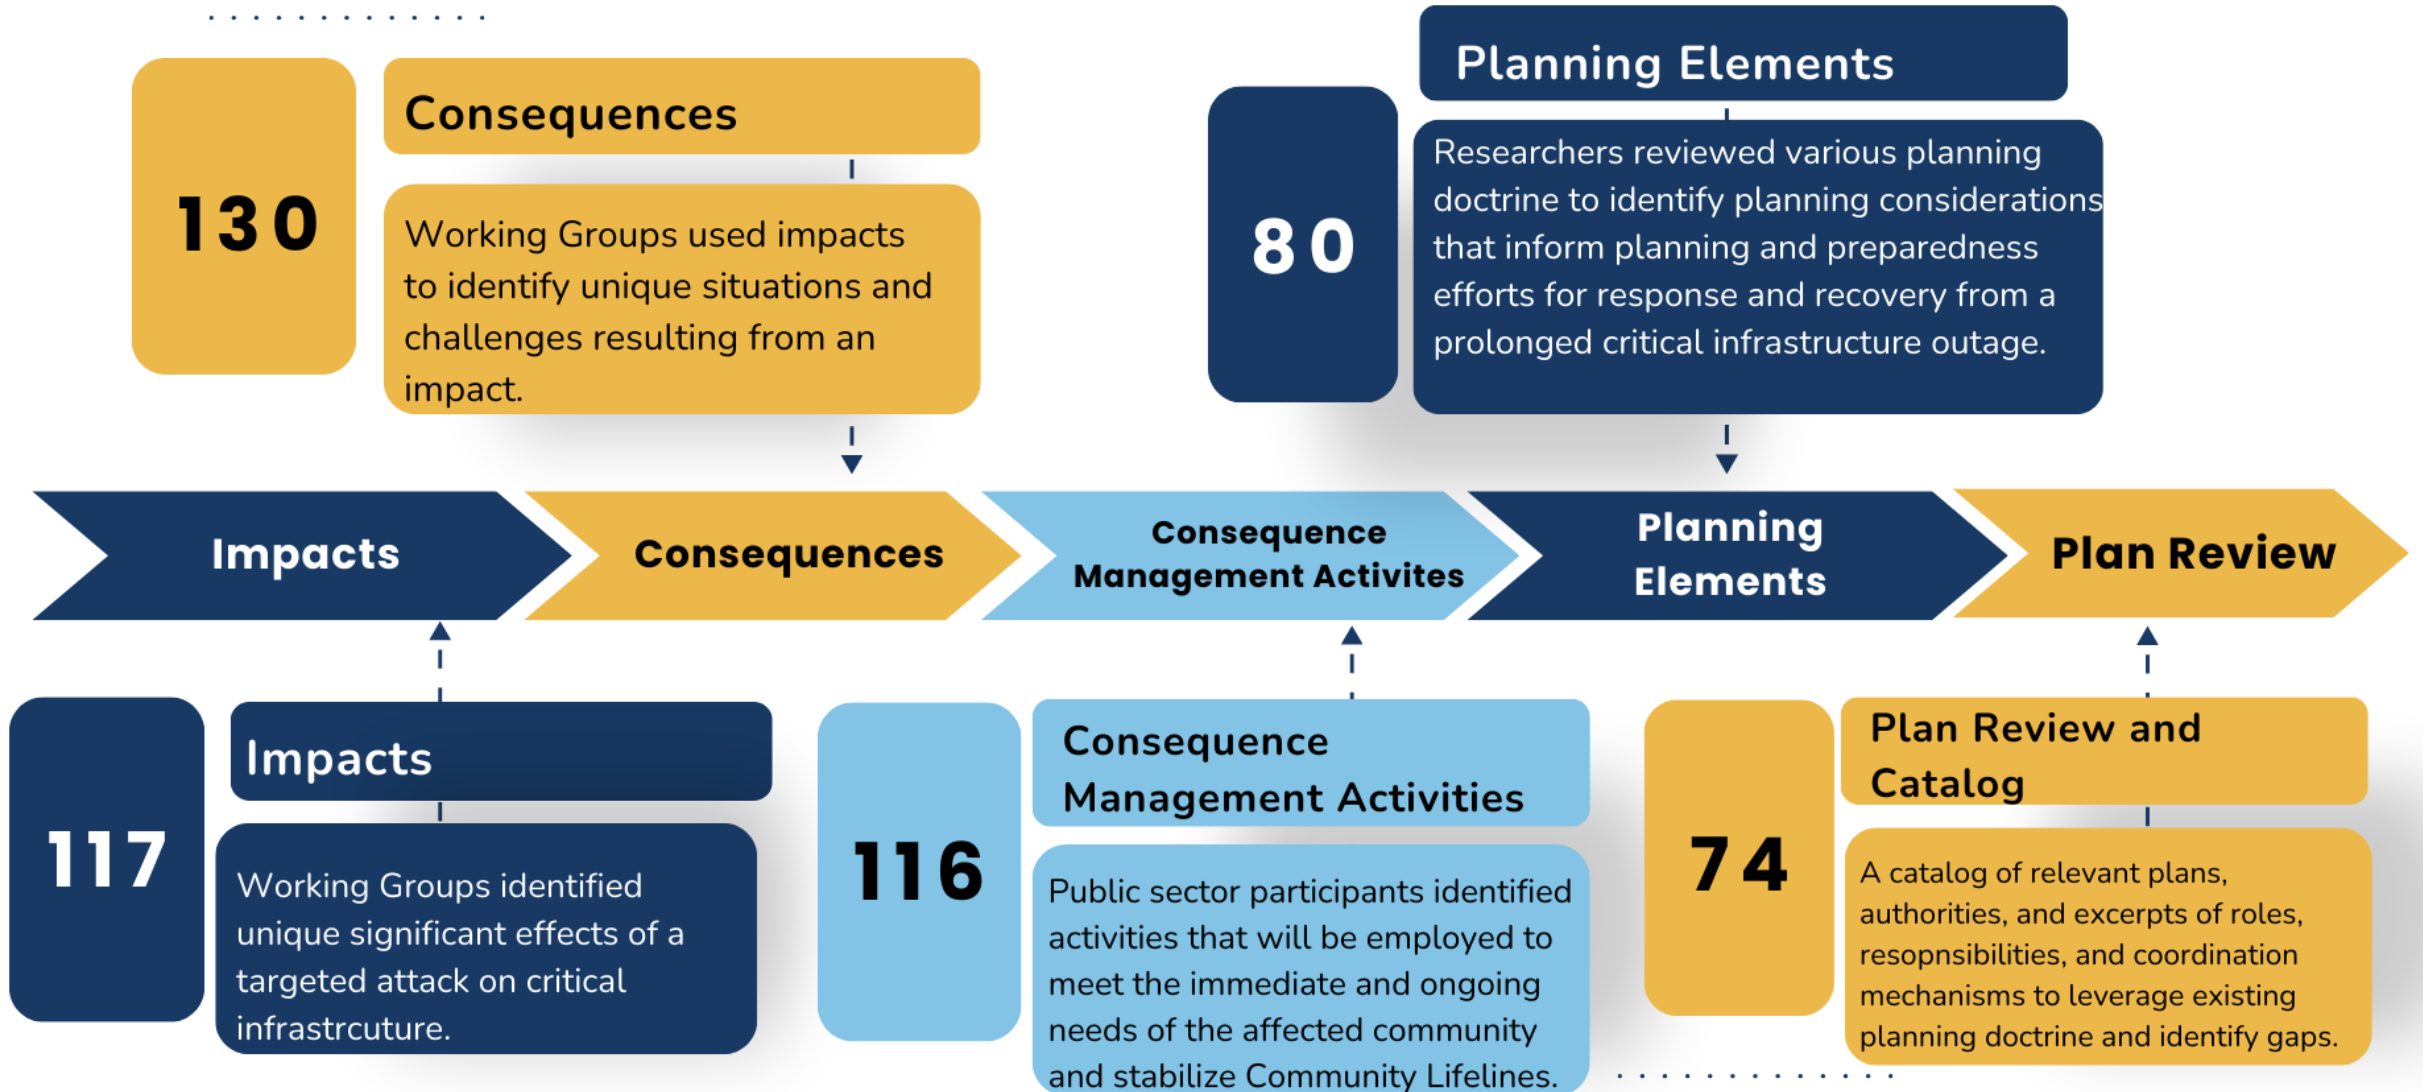 130
Consequences
Working Groups used impacts
to identify unique situations and
challenges resulting from an
impact.
80
Planning Elements
Researchers reviewed various planning
doctrine to identify planning considerations
that inform planning and preparedness
efforts for response and recovery from a
prolonged critical infrastructure outage.
Impacts
Consequences
Consequence
Management Activites
Planning
Elements
Plan Review
117
Impacts
Working Groups identified
unique significant effects of a
targeted attack on critical
infrastrcuture.
116
Consequence
Management Activities
Public sector participants identified
activities that will be employed to
meet the immediate and ongoing
needs of the affected community
and stabilize Community Lifelines.
74
Plan Review and
Catalog
A catalog of relevant plans,
authorities, and excerpts of roles,
resopnsibilities, and coordination
mechanisms to leverage existing
planning doctrine and identify gaps.